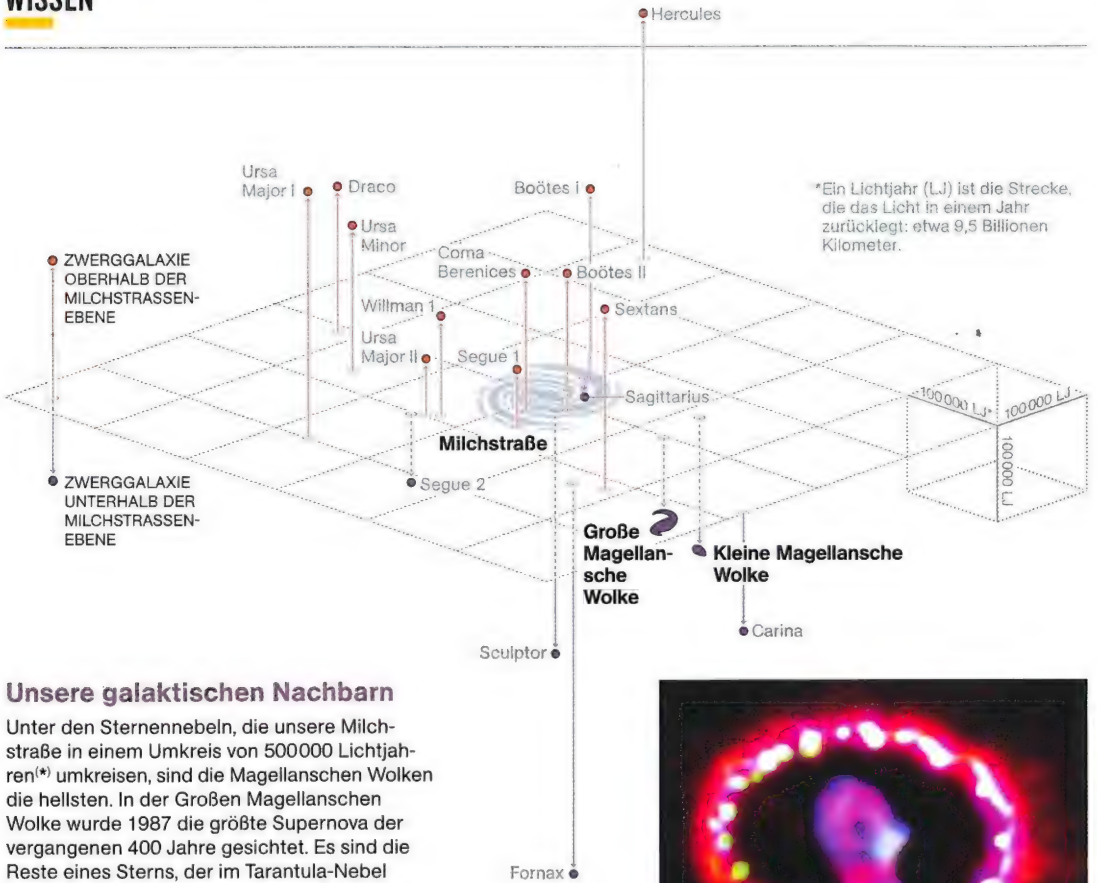 WISSEN
Hercules
Ursa
Major I
Draco
Boötes I
*Ein Lichtjahr (LJ) ist die Strecke,
die das Licht in einem Jahr
zurücklegt: etwa 9,5 Billionen
Kilometer.
Ursa
Minor
Coma
Berenices
Boötes II
ZWERGGALAXIE
OBERHALB DER
MILCHSTRASSEN-
EBENE
Willman 1
Sextans
Ursa
Major II
Segue 1
Sagittarius
100 000 LJ*
100 000 LJ
100 000 LJ
Milchstraße
ZWERGGALAXIE
UNTERHALB DER
MILCHSTRASSEN-
EBENE
Segue 2
Große
Magellan-
sche
Wolke
Kleine Magellansche
Wolke
Carina
Sculptor
Unsere galaktischen Nachbarn
Unter den Sternennebeln, die unsere Milch-
straße in einem Umkreis von 500 000 Lichtjah-
ren(*) umkreisen, sind die Magellanschen Wolken
die hellsten. In der Großen Magellanschen
Wolke wurde 1987 die größte Supernova der
vergangenen 400 Jahre gesichtet. Es sind die
Reste eines Sterns, der im Tarantula-Nebel
Fornax